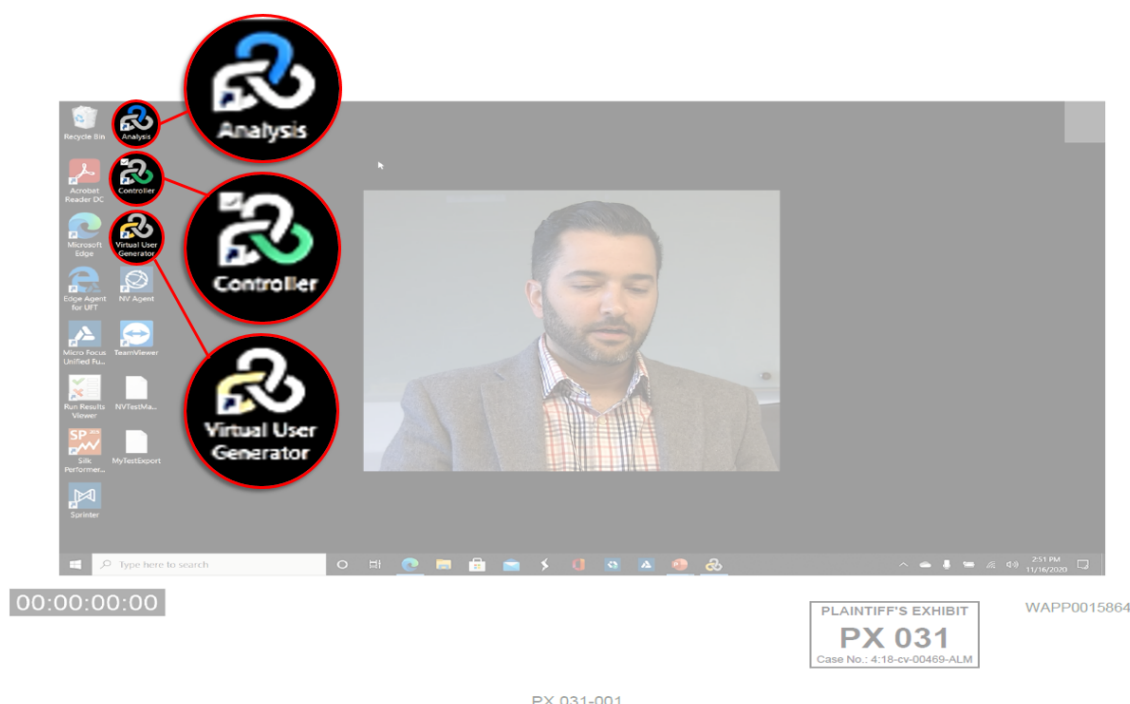 Analysis
Controller
Virtual User
Generator
Recycle Bin
Analysis
Acrobat
Reader DC
Controller
Microsoft
Edge
Virtual User
Generator
Edge Agent
for UFT
NV Agent
Micro Focus
Unified Fu...
TeamViewer
Run Results
Viewer
NVTestMa...
SP
Silk
Performer...
MyTestExport
Sprinter
Type here to search
2:51 PM
11/16/2020
00:00:00:00
PLAINTIFF'S EXHIBIT
PX 031
Case No.: 4:18-cv-00469-ALM
WAPP0015864
PX 031-001